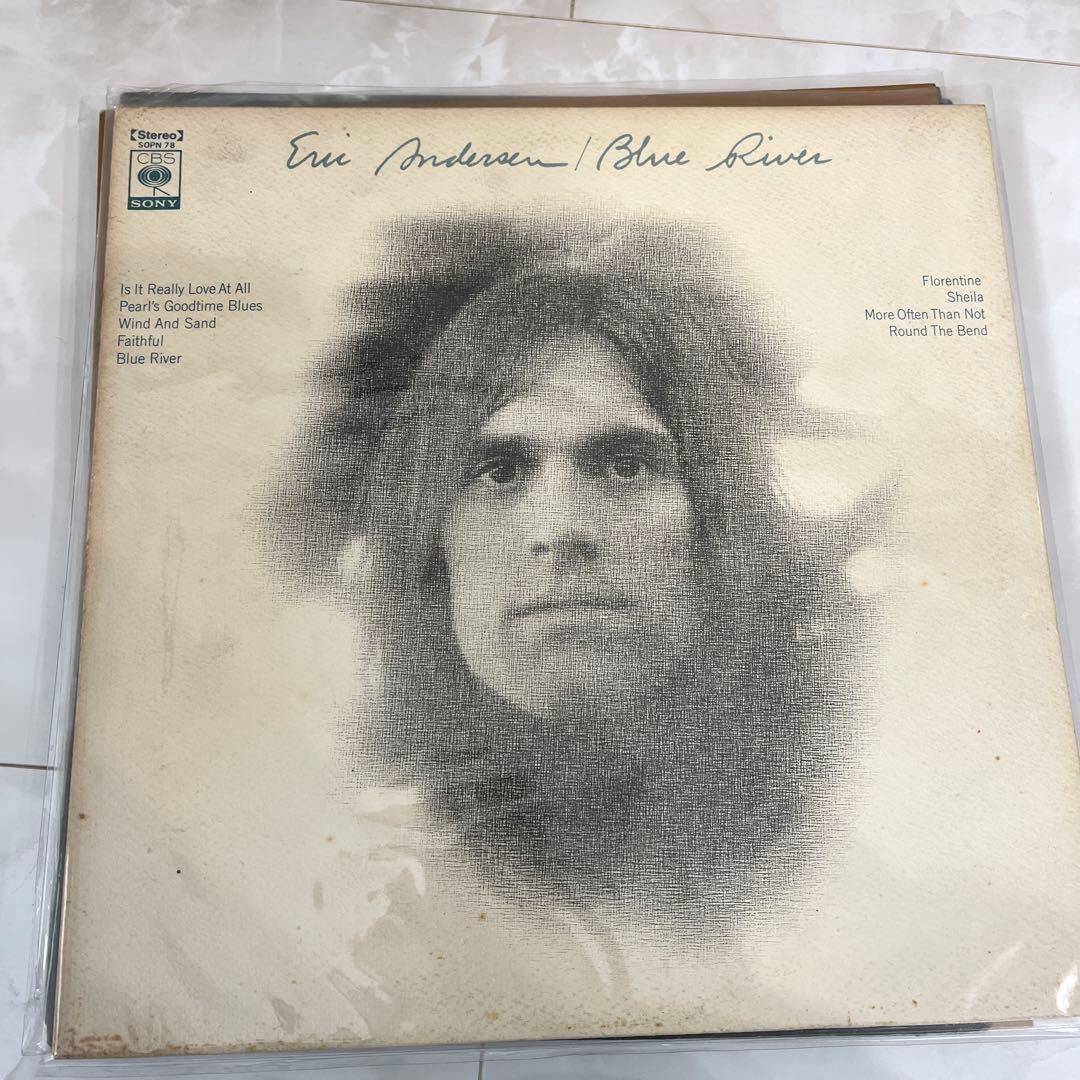 【Stereo】
SOPN 78
CBS
SONY
Eric Andersen / Blue River
Is It Really Love At All
Pearl's Goodtime Blues
Wind And Sand
Faithful
Blue River
Florentine
Sheila
More Often Than Not
Round The Bend